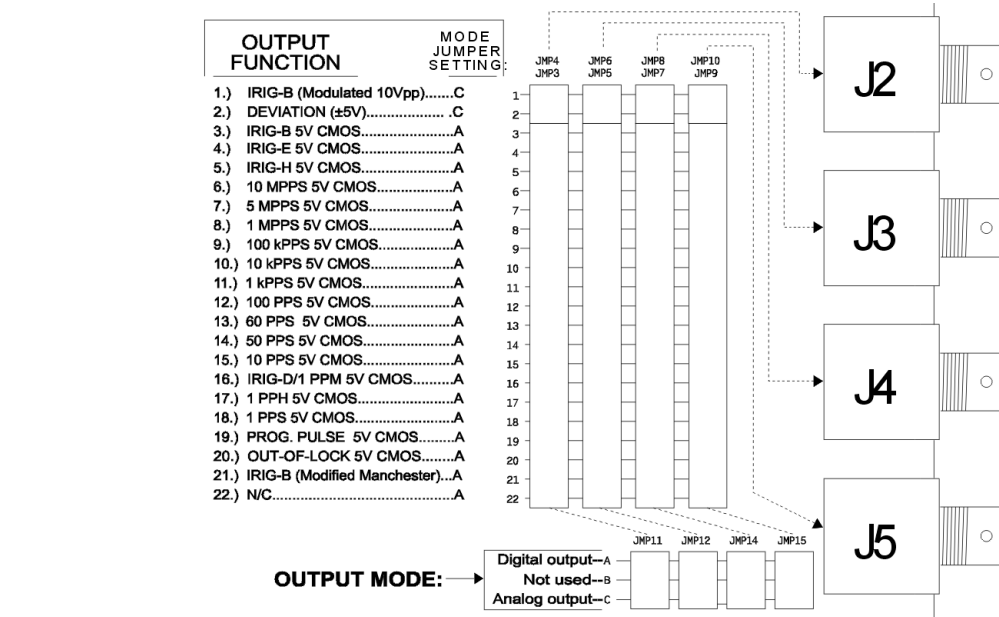 OUTPUT
FUNCTION
MODE
JUMPER
SETTING:
1.) IRIG-B (Modulated 10Vpp).......C
2.) DEVIATION (±5V)................... .C
3.) IRIG-B 5V CMOS.....................A
4.) IRIG-E 5V CMOS.....................A
5.) IRIG-H 5V CMOS.....................A
6.) 10 MPPS 5V CMOS.................A
7.) 5 MPPS 5V CMOS...................A
8.) 1 MPPS 5V CMOS...................A
9.) 100 kPPS 5V CMOS.................A
10.) 10 kPPS 5V CMOS...................A
11.) 1 kPPS 5V CMOS.....................A
12.) 100 PPS 5V CMOS...................A
13.) 60 PPS 5V CMOS....................A
14.) 50 PPS 5V CMOS.....................A
15.) 10 PPS 5V CMOS.....................A
16.) IRIG-D/1 PPM 5V CMOS..........A
17.) 1 PPH 5V CMOS......................A
18.) 1 PPS 5V CMOS.......................A
19.) PROG. PULSE 5V CMOS.........A
20.) OUT-OF-LOCK 5V CMOS........A
21.) IRIG-B (Modified Manchester)...A
22.) N/C...........................................A
JMP4 JMP6 JMP8 JMP10
JMP3 JMP5 JMP7 JMP9
1
2
3
4
5
6
7
8
9
10
11
12
13
14
15
16
17
18
19
20
21
22
J2
J3
J4
J5
JMP11 JMP12 JMP14 JMP15
OUTPUT MODE:
Digital output--A
Not used--B
Analog output--C